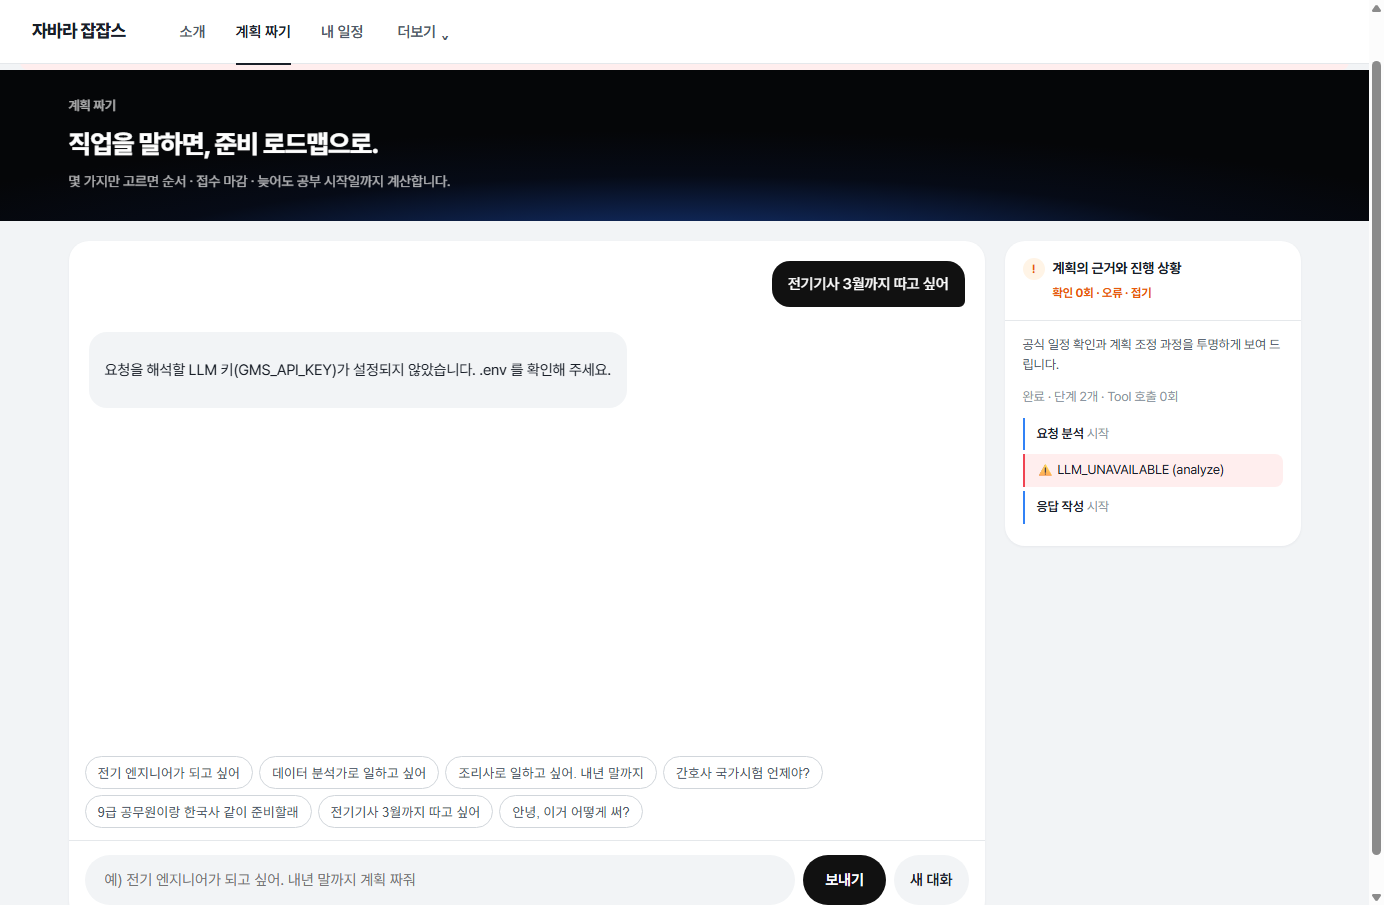 자바라 잡잡스
소개
계획 짜기
내 일정
더보기
계획 짜기
직업을 말하면, 준비 로드맵으로.
몇 가지만 고르면 순서 · 접수 마감 · 늦어도 공부 시작일까지 계산합니다.
전기기사 3월까지 따고 싶어
요청을 해석할 LLM 키(GMS_API_KEY)가 설정되지 않았습니다. .env 를 확인해 주세요.
전기 엔지니어가 되고 싶어
데이터 분석가로 일하고 싶어
조리사로 일하고 싶어. 내년 말까지
간호사 국가시험 언제야?
9급 공무원이랑 한국사 같이 준비할래
전기기사 3월까지 따고 싶어
안녕, 이거 어떻게 써?
예) 전기 엔지니어가 되고 싶어. 내년 말까지 계획 짜줘
보내기
새 대화
! 계획의 근거와 진행 상황
확인 0회 · 오류 · 접기
공식 일정 확인과 계획 조정 과정을 투명하게 보여 드
립니다.
완료 · 단계 2개 · Tool 호출 0회
요청 분석 시작
⚠ LLM_UNAVAILABLE (analyze)
응답 작성 시작